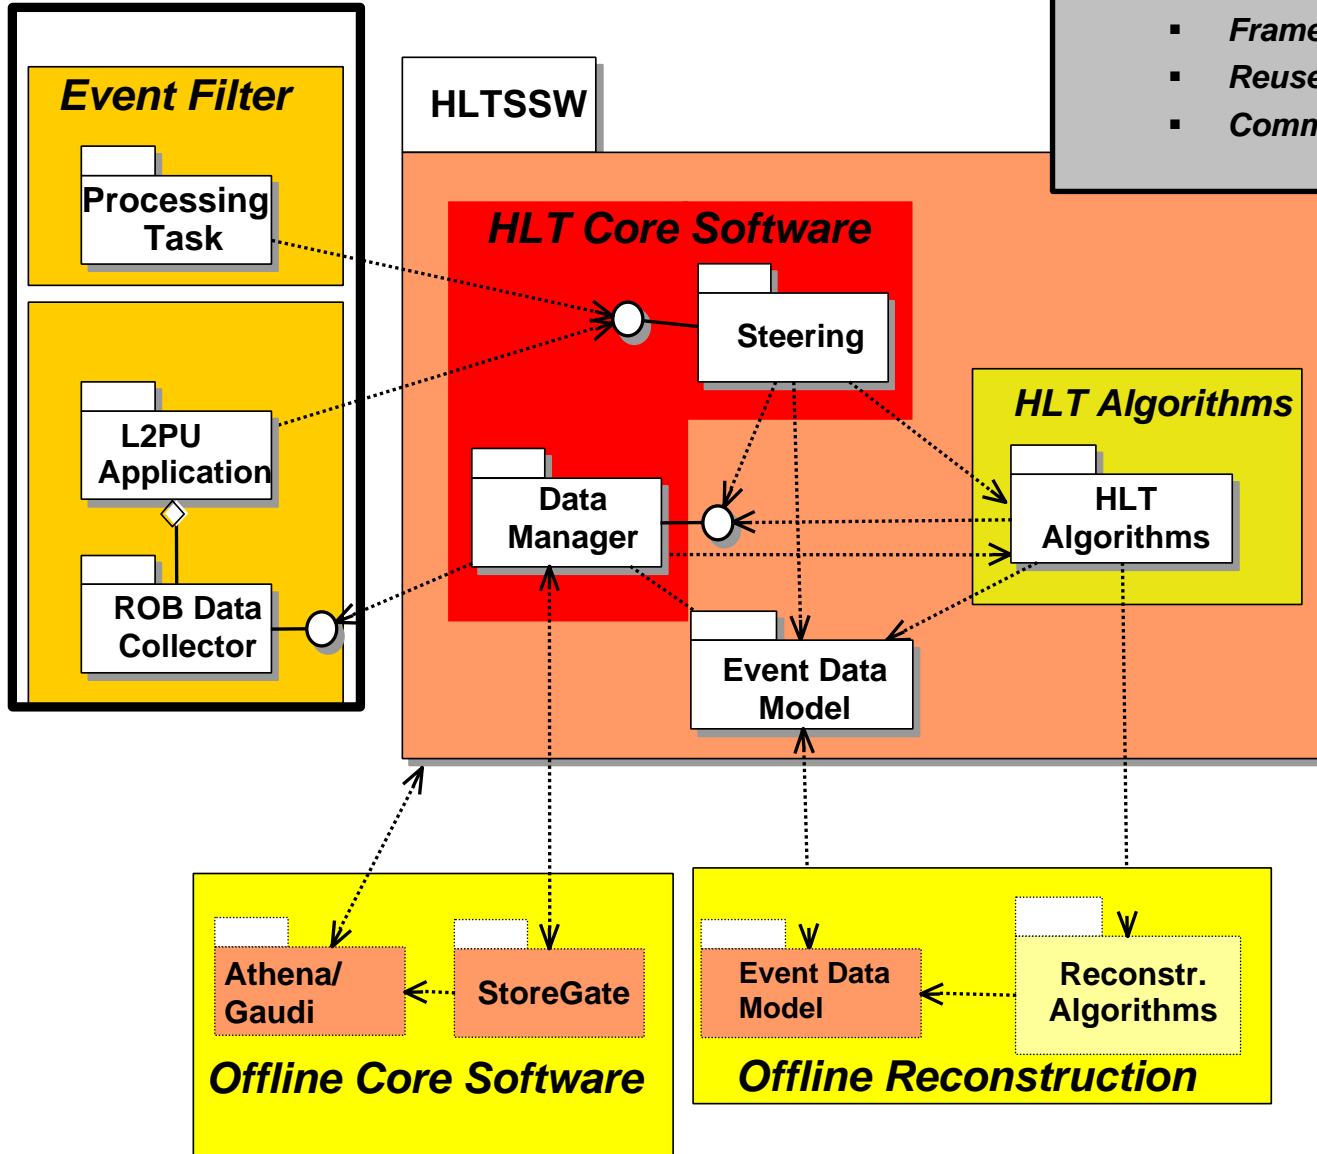 Frame
Reuse
Comm
Event Filter
HLTSSW
Processing
Task
HLT Core Software
Steering
HLT Algorithms
L2PU
Application
Data
Manager
HLT
Algorithms
ROB Data
Collector
Event Data
Model
Athena/
Gaudi
StoreGate
Event Data
Model
Reconstr.
Algorithms
Offline Core Software
Offline Reconstruction